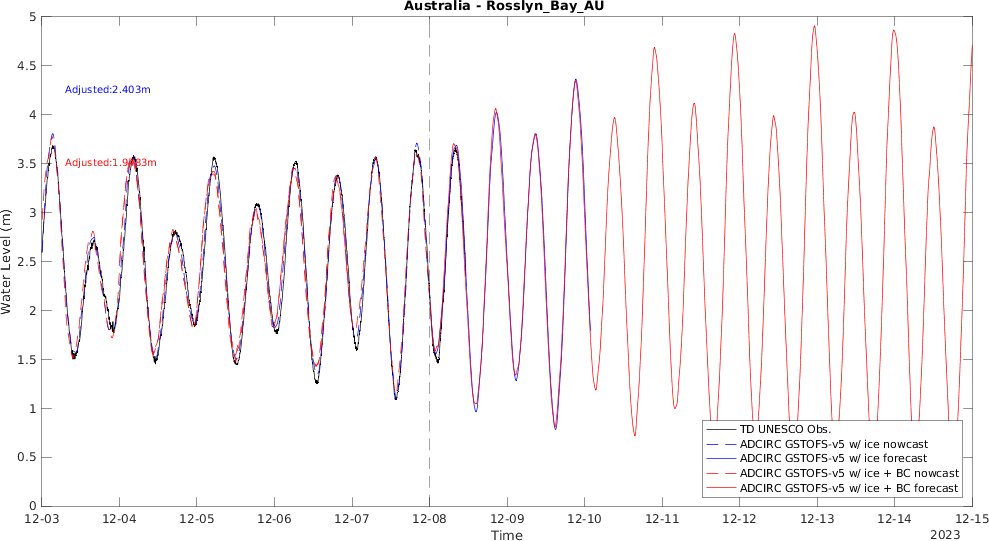 Australia - Rosslyn_Bay_AU
5
4.5
4
3.5
3
2.5
2
1.5
1
0.5
0
Water Level (m)
Adjusted:2.403m
TD UNESCO Obs.
ADCIRC GSTOFS-v5 w/ ice nowcast
ADCIRC GSTOFS-v5 w/ ice forecast
ADCIRC GSTOFS-v5 w/ ice + BC nowcast
ADCIRC GSTOFS-v5 w/ ice + BC forecast
12-03 12-04 12-05 12-06 12-07 12-08 12-09 12-10 12-11 12-12 12-13 12-14 12-15
Time
2023